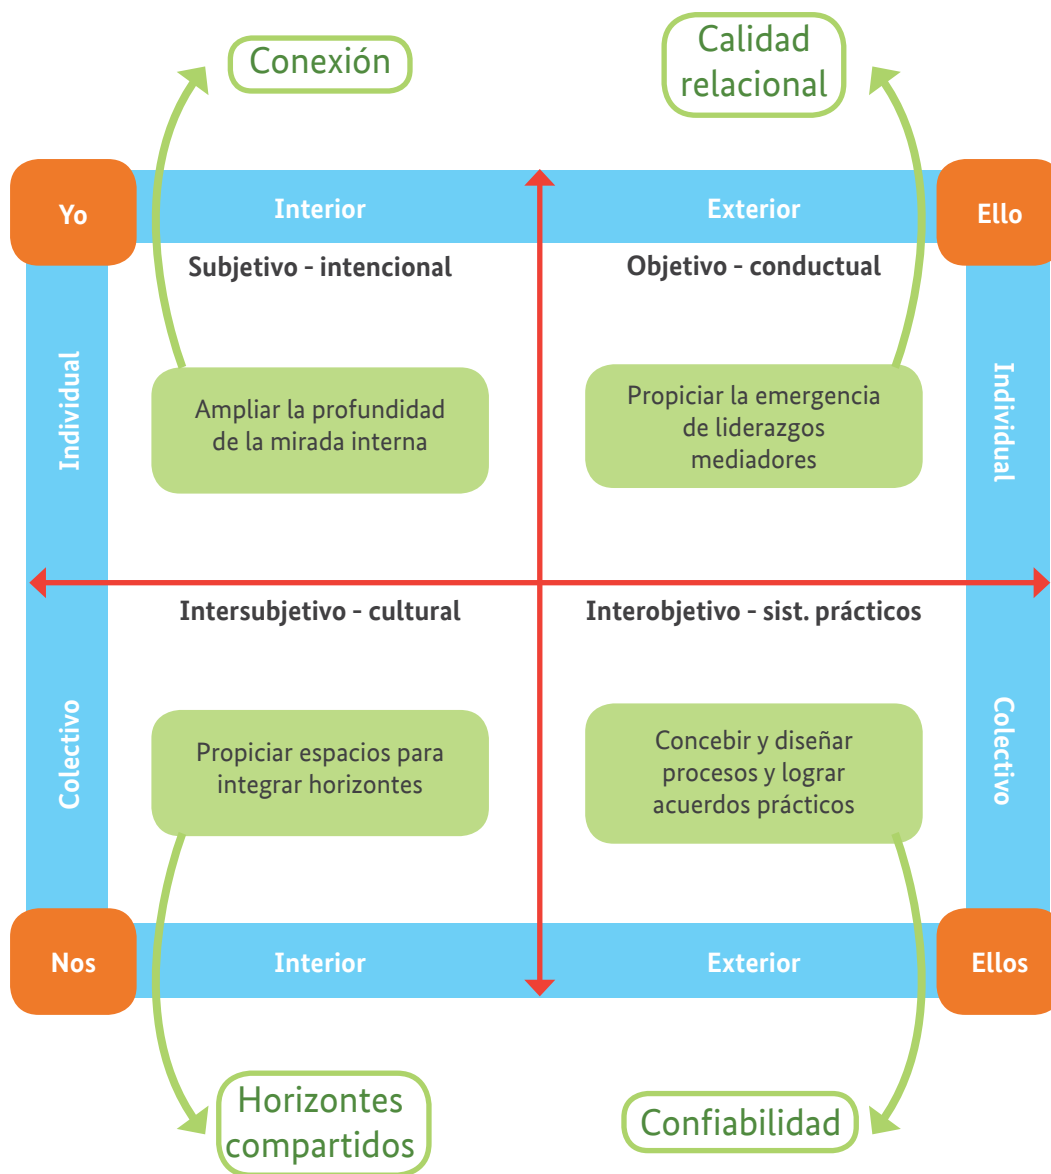 Conexión
Calidad
relacional
Yo
Interior
Exterior
Ello
Subjetivo - intencional
Objetivo - conductual
Individual
Individual
Ampliar la profundidad
de la mirada interna
Propiciar la emergencia
de liderazgos
mediadores
Intersubjetivo - cultural
Interobjetivo - sist. prácticos
Colectivo
Colectivo
Propiciar espacios para
integrar horizontes
Concebir y diseñar
procesos y lograr
acuerdos prácticos
Nos
Interior
Exterior
Ellos
Horizontes
compartidos
Confiabilidad